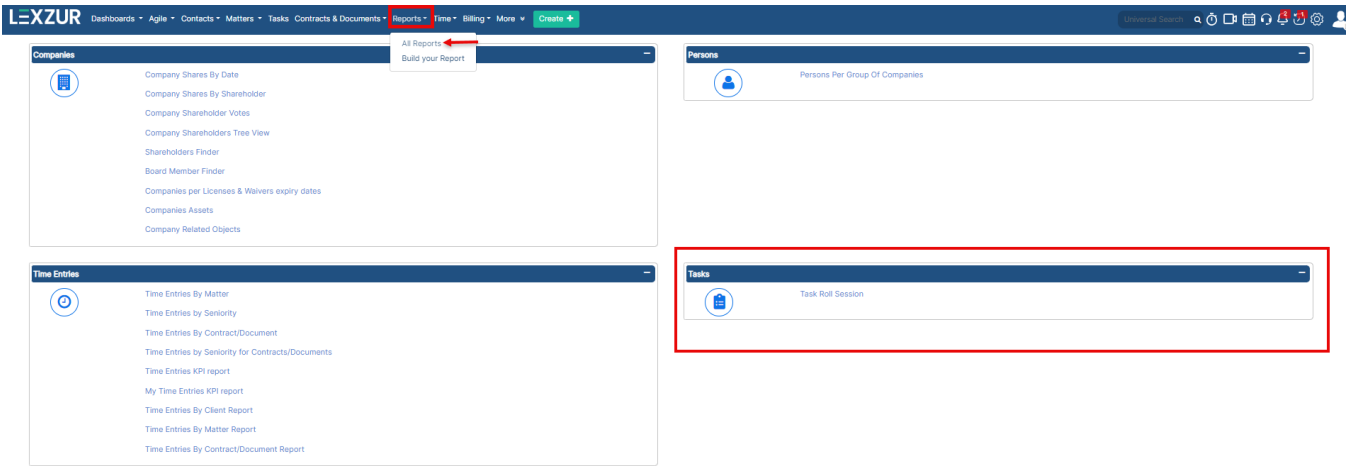 LEXZUR Dashboards Agile Contacts Matters Tasks Contracts & Documents Reports Time Billing More Create + Universal Search
All Reports
Build your Report
Companies
Company Shares By Date
Company Shares By Shareholder
Company Shareholder Votes
Company Shareholders Tree View
Shareholders Finder
Board Member Finder
Companies per Licenses & Waivers expiry dates
Companies Assets
Company Related Objects
Persons
Persons Per Group Of Companies
Time Entries
Time Entries By Matter
Time Entries by Seniority
Time Entries By Contract/Document
Time Entries by Seniority for Contracts/Documents
Time Entries KPI report
My Time Entries KPI report
Time Entries By Client Report
Time Entries By Matter Report
Time Entries By Contract/Document Report
Tasks
Task Roll Session